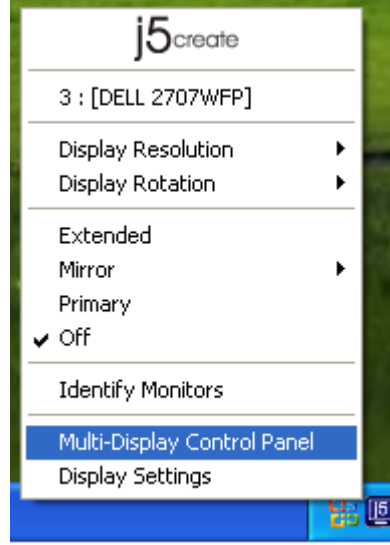 j5create
3 : [DELL 2707WFP]
Display Resolution
Display Rotation
Extended
Mirror
Primary
Off
Identify Monitors
Multi-Display Control Panel
Display Settings
j5